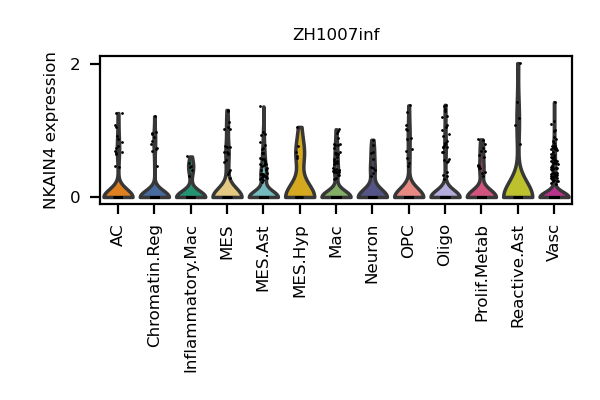 ZH1007inf
NKAIN4 expression
2
0
AC
Chromatin.Reg
Inflammatory.Mac
MES
MES.Ast
MES.Hyp
Mac
Neuron
OPC
Oligo
Prolif.Metab
Reactive.Ast
Vasc